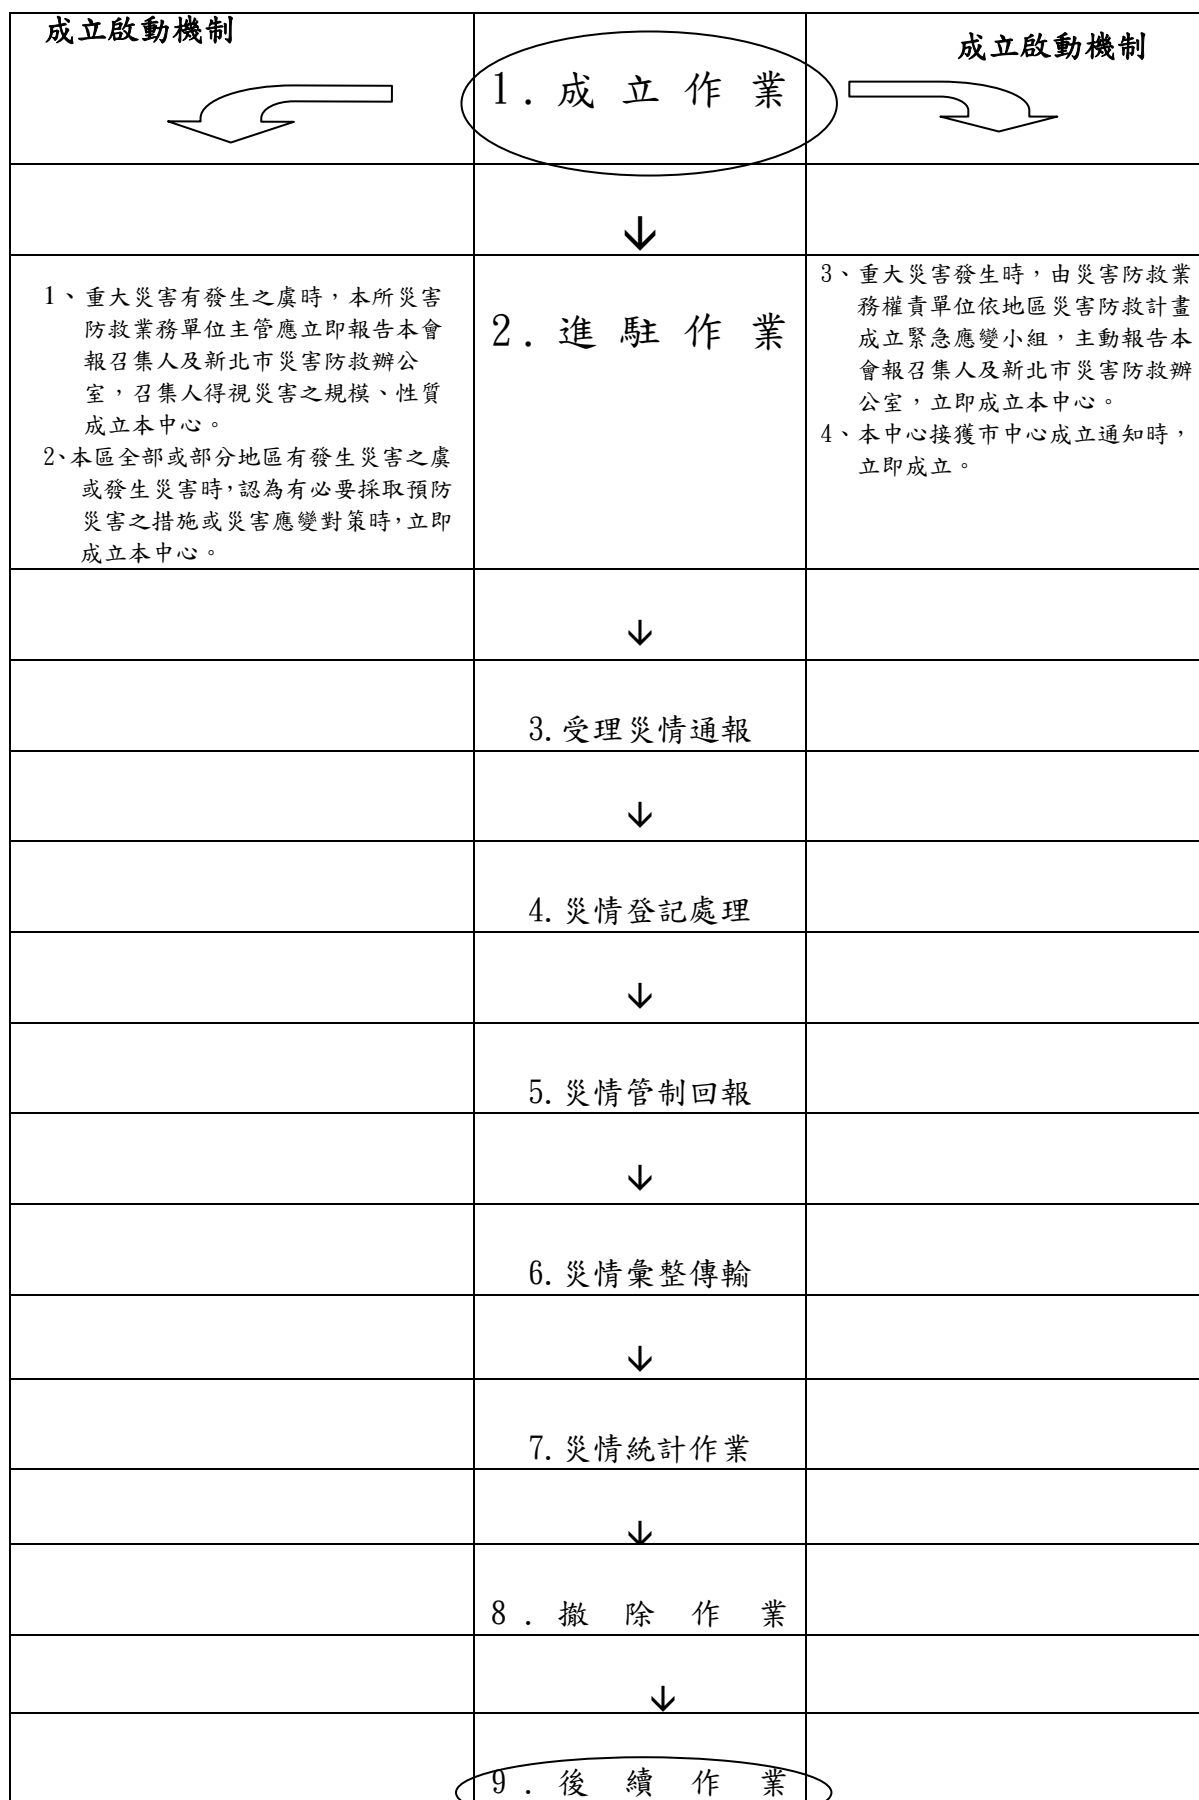 成立啟動機制
1.成立作業
成立啟動機制
↓
1、重大災害有發生之虞時，本所災害
防救業務單位主管應立即報告本會
報召集人及新北市災害防救辦公
室，召集人得視災害之規模、性質
成立本中心。
2、本區全部或部分地區有發生災害之虞
或發生災害時，認為有必要採取預防
災害之措施或災害應變對策時，立即
成立本中心。
2.進駐作業
3、重大災害發生時，由災害防救業
務權責單位依地區災害防救計畫
成立緊急應變小組，主動報告本
會報召集人及新北市災害防救辦
公室，立即成立本中心。
4、本中心接獲市中心成立通知時，
立即成立。
↓
3.受理災情通報
↓
4.災情登記處理
↓
5.災情管制回報
↓
6.災情彙整傳輸
↓
7.災情統計作業
↓
8.撤除作業
↓
9.後續作業